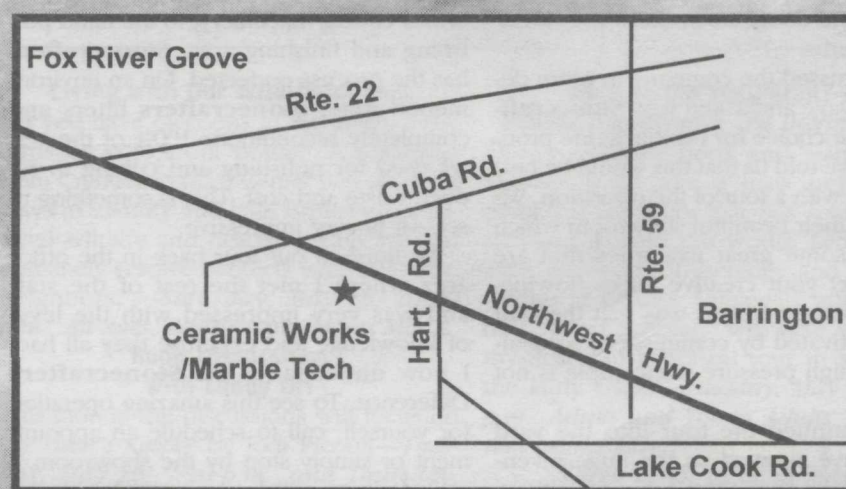 Fox River Grove
Rte. 22
Cuba Rd.
Rte. 59
Hart Rd.
Ceramic Works
/Marble Tech
Northwest Hwy.
Barrington
Lake Cook Rd.